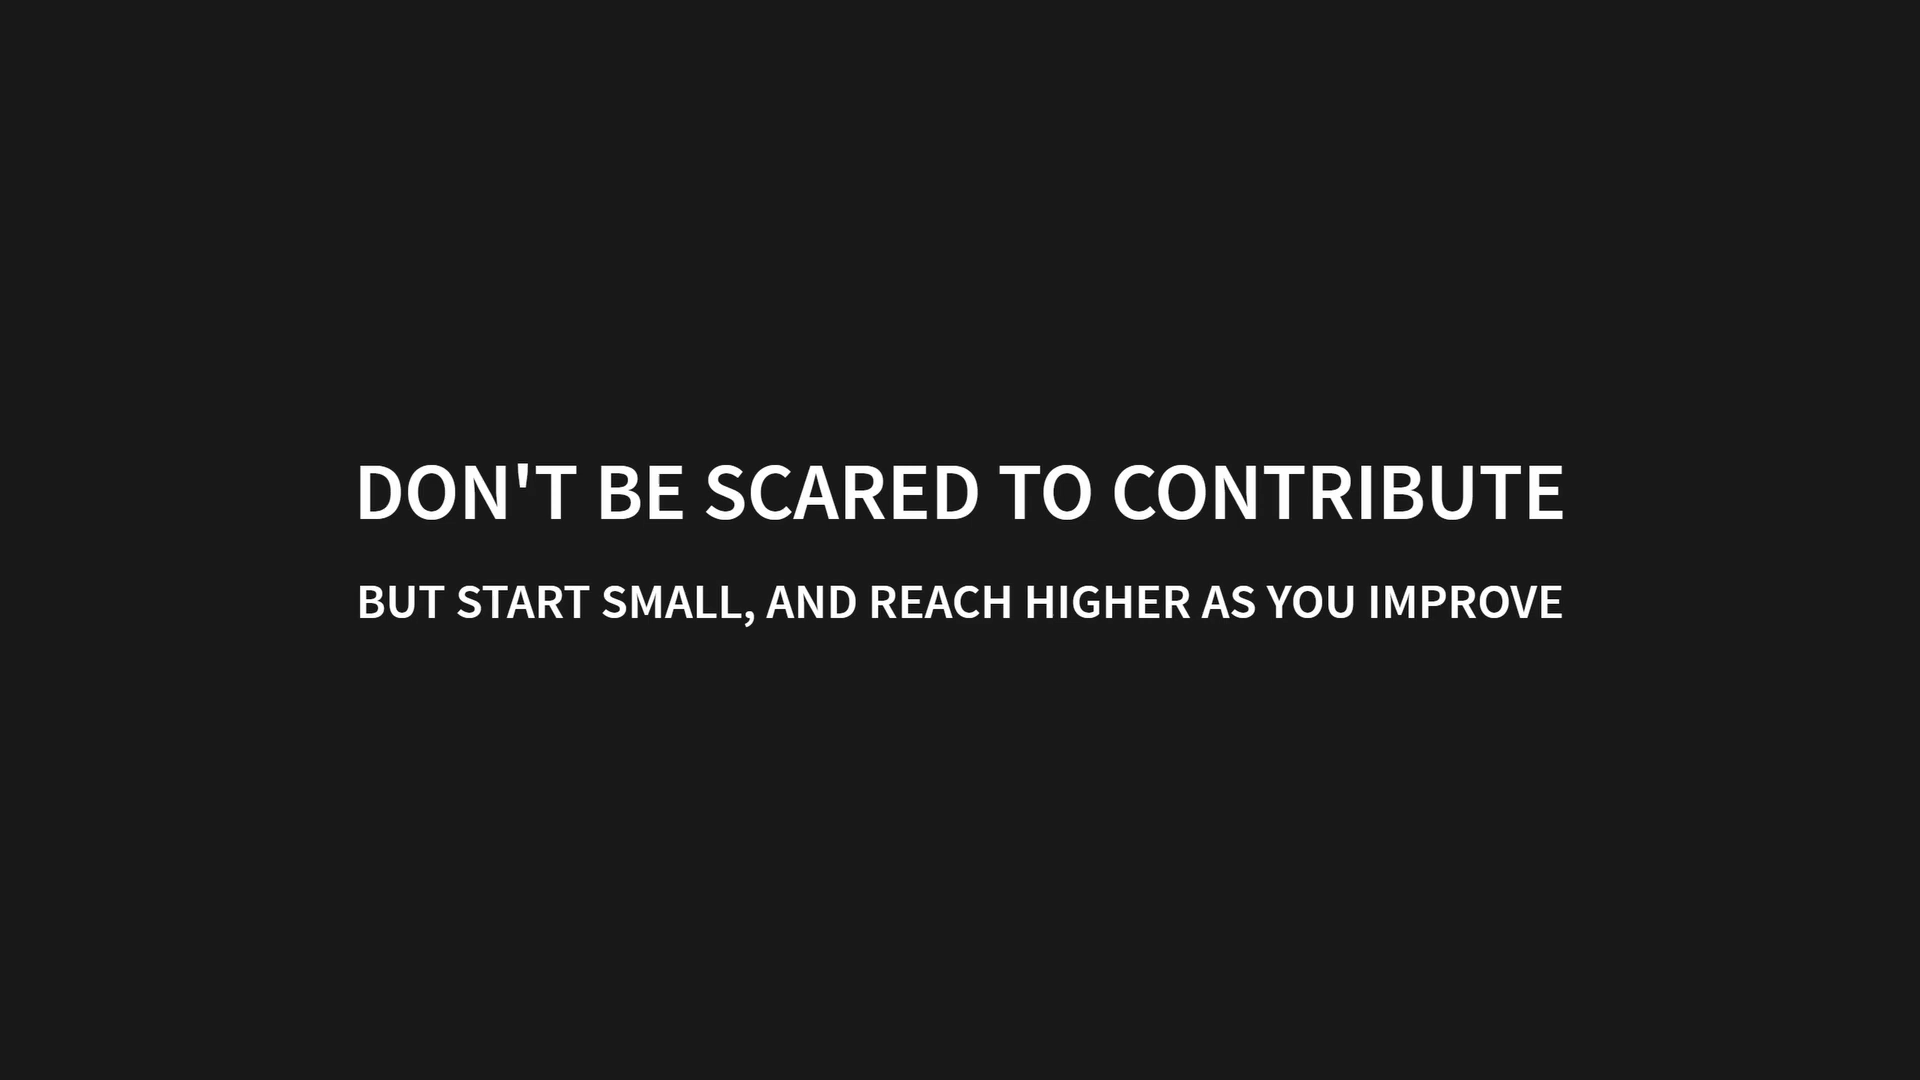 DON'T BE SCARED TO CONTRIBUTE
BUT START SMALL, AND REACH HIGHER AS YOU IMPROVE